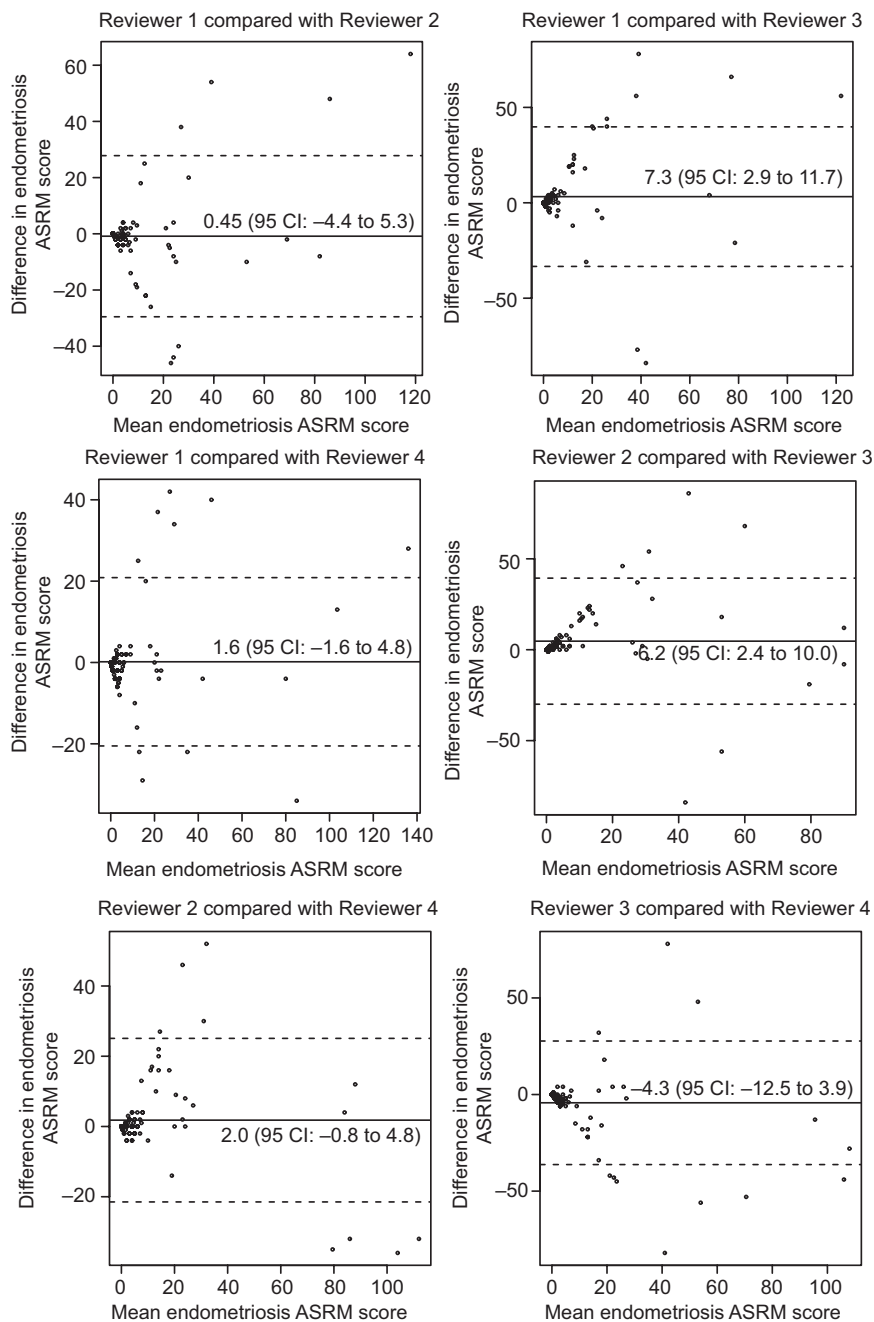 Reviewer 1 compared with Reviewer 2
Difference in endometriosis
ASRM score
60
40
20
0
–20
–40
0.45 (95 CI: –4.4 to 5.3)
0 20 40 60 80 100 120
Mean endometriosis ASRM score
Reviewer 1 compared with Reviewer 3
Difference in endometriosis
ASRM score
50
0
–50
7.3 (95 CI: 2.9 to 11.7)
0 20 40 60 80 100 120
Mean endometriosis ASRM score
Reviewer 1 compared with Reviewer 4
Difference in endometriosis
ASRM score
40
20
0
–20
1.6 (95 CI: –1.6 to 4.8)
0 20 40 60 80 100 120 140
Mean endometriosis ASRM score
Reviewer 2 compared with Reviewer 3
Difference in endometriosis
ASRM score
50
0
–50
6.2 (95 CI: 2.4 to 10.0)
0 20 40 60 80
Mean endometriosis ASRM score
Reviewer 2 compared with Reviewer 4
Difference in endometriosis
ASRM score
40
20
0
–20
2.0 (95 CI: –0.8 to 4.8)
0 20 40 60 80 100
Mean endometriosis ASRM score
Reviewer 3 compared with Reviewer 4
Difference in endometriosis
ASRM score
50
0
–50
–4.3 (95 CI: –12.5 to 3.9)
0 20 40 60 80 100
Mean endometriosis ASRM score